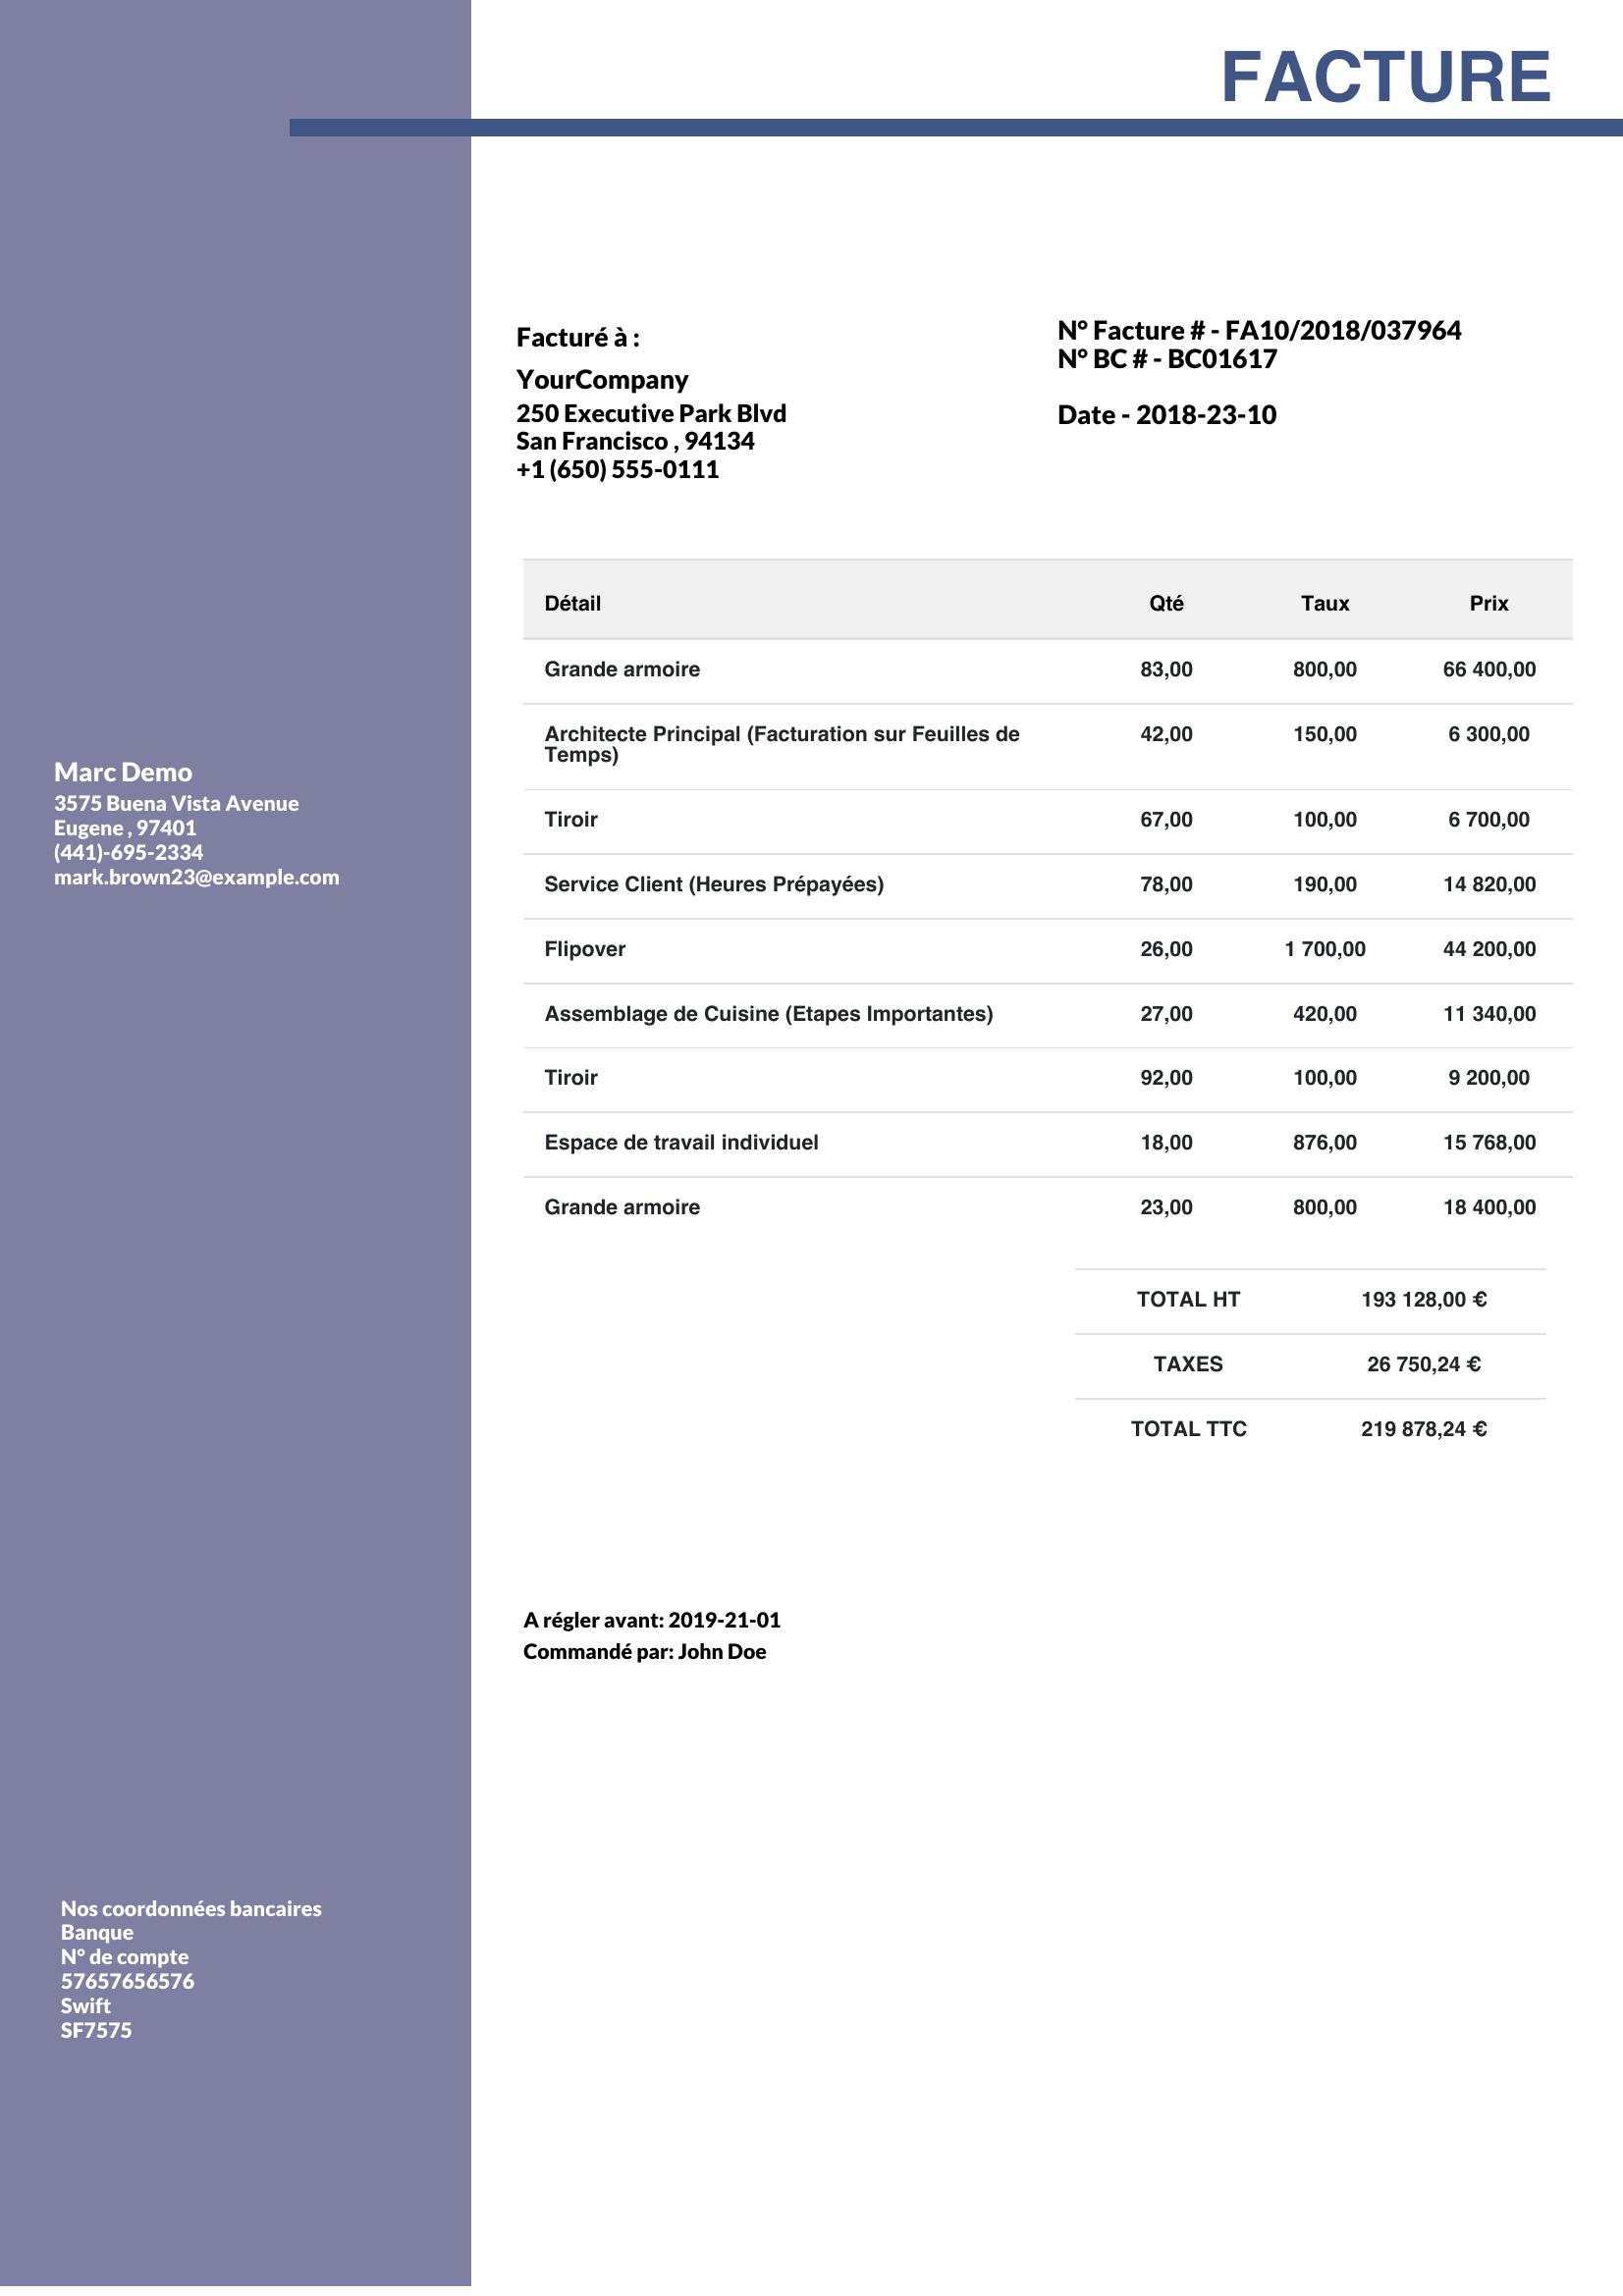 FACTURE
Facturé à :
YourCompany
250 Executive Park Blvd
San Francisco , 94134
+1 (650) 555-0111
N° Facture # - FA10/2018/037964
N° BC # - BC01617
Date - 2018-23-10
Marc Demo
3575 Buena Vista Avenue
Eugene , 97401
(441)-695-2334
mark.brown23@example.com
Détail Qté Taux Prix
Grande armoire 83,00 800,00 66 400,00
Architecte Principal (Facturation sur Feuilles de 42,00 150,00 6 300,00
Temps)
Tiroir 67,00 100,00 6 700,00
Service Client (Heures Prépayées) 78,00 190,00 14 820,00
Flipover 26,00 1 700,00 44 200,00
Assemblage de Cuisine (Etapes Importantes) 27,00 420,00 11 340,00
Tiroir 92,00 100,00 9 200,00
Espace de travail individuel 18,00 876,00 15 768,00
Grande armoire 23,00 800,00 18 400,00
TOTAL HT 193 128,00 €
TAXES 26 750,24 €
TOTAL TTC 219 878,24 €
A régler avant: 2019-21-01
Commandé par: John Doe
Nos coordonnées bancaires
Banque
N° de compte
57657656576
Swift
SF7575